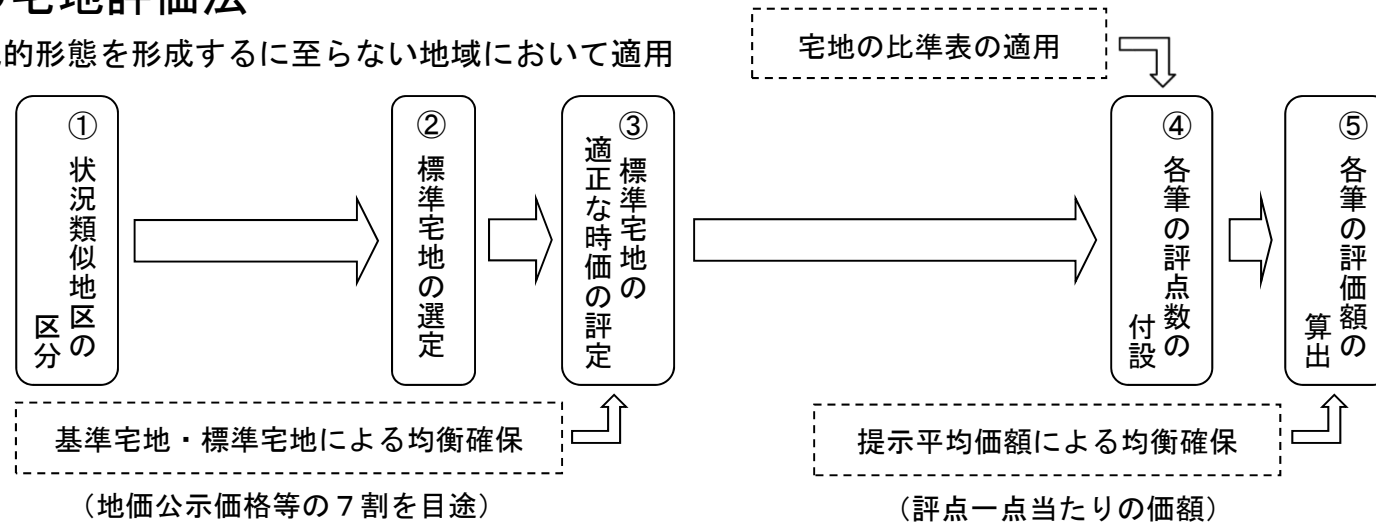 宅地評価法
的形態を形成するに至らない地域において適用
宅地の比準表の適用
① 状況類似地区の
区分
② 標準宅地の選定
③ 標準宅地の
適正な時価の評定
④ 各筆の評点数の
付設
⑤ 各筆の評価額の
算出
基準宅地・標準宅地による均衡確保
(地価公示価格等の7割を目途)
提示平均価額による均衡確保
(評点一点当たりの価額)